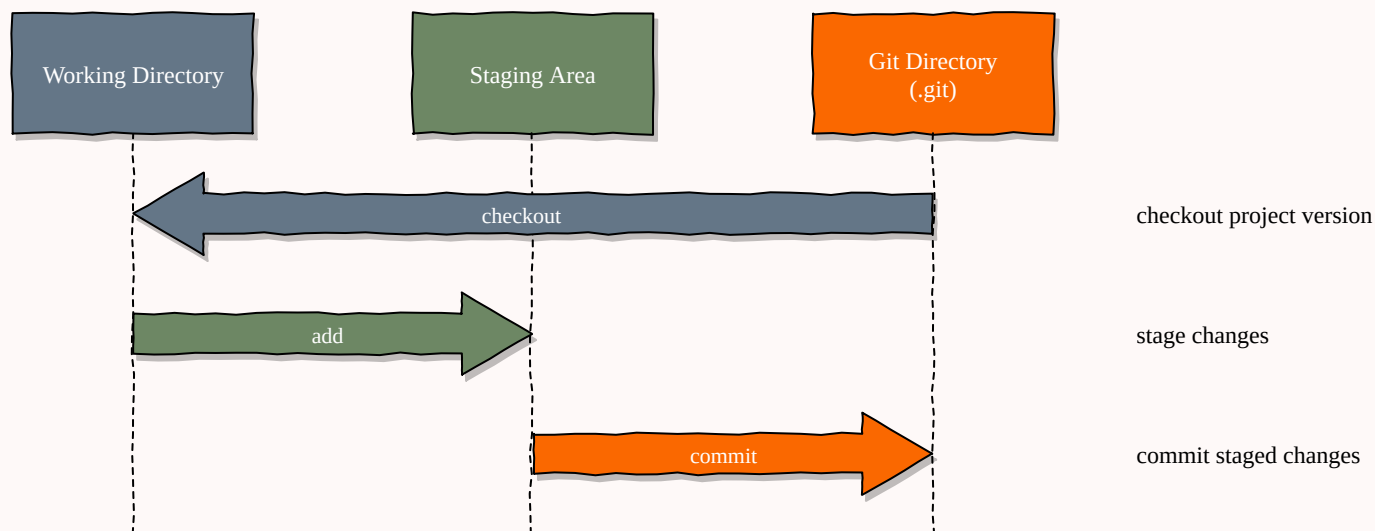 Working Directory
Staging Area
Git Directory
(.git)
checkout
checkout project version
add
stage changes
commit
commit staged changes